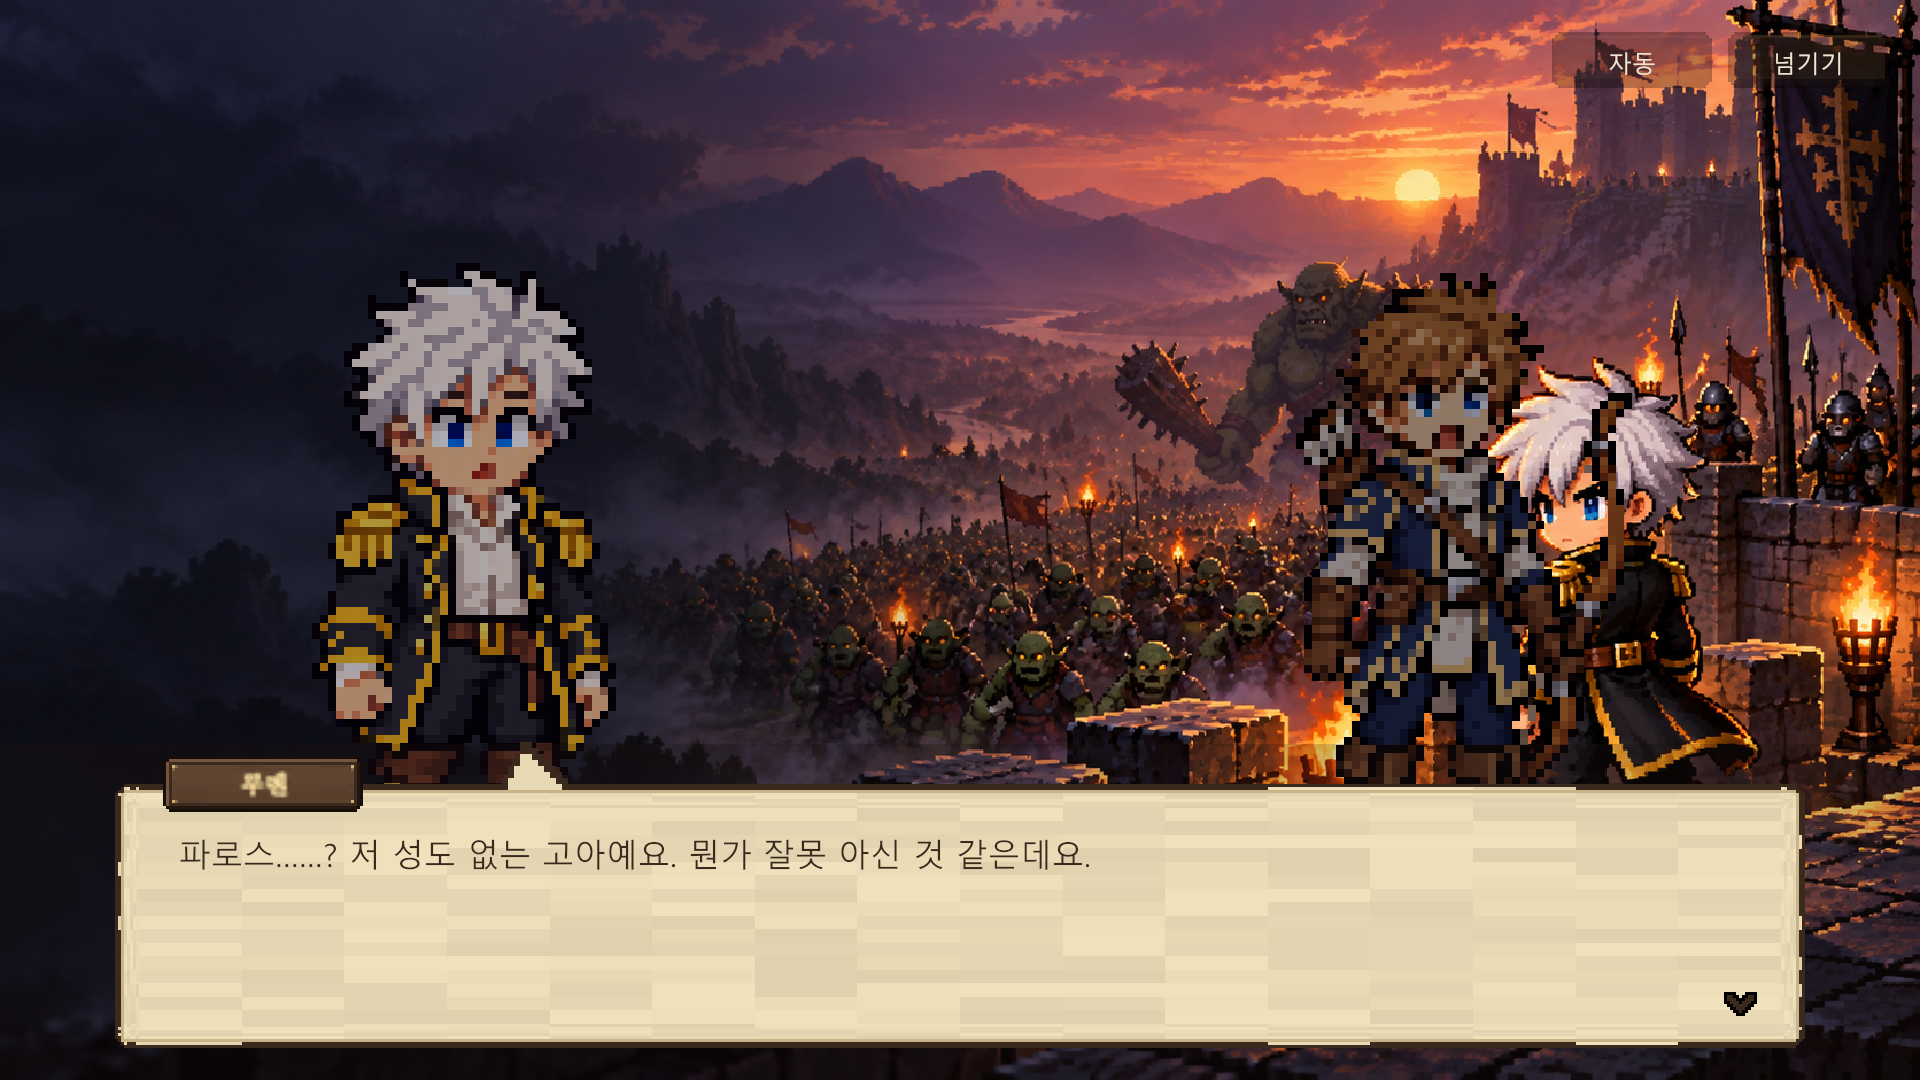 자동
넘기기
파로스......? 저 성도 없는 고아예요. 뭔가 잘못 아신 것 같은데요.